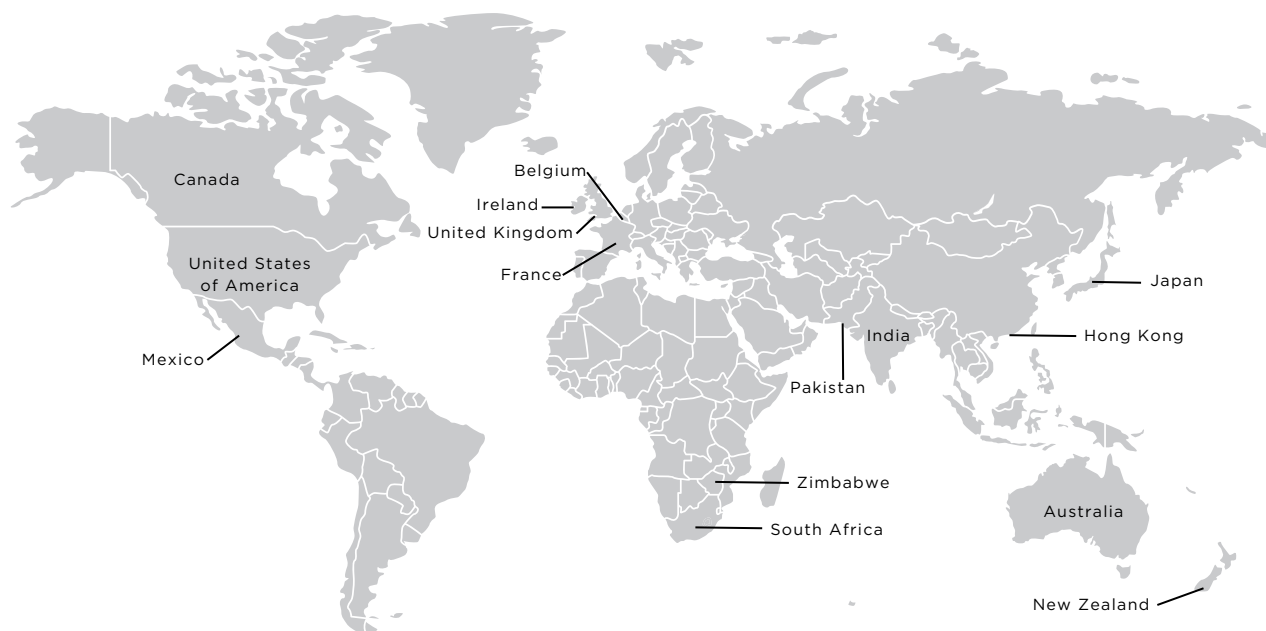 Belgium
Canada
Ireland
United Kingdom
United States
of America
France
Japan
India
Hong Kong
Mexico
Pakistan
Zimbabwe
Australia
South Africa
New Zealand